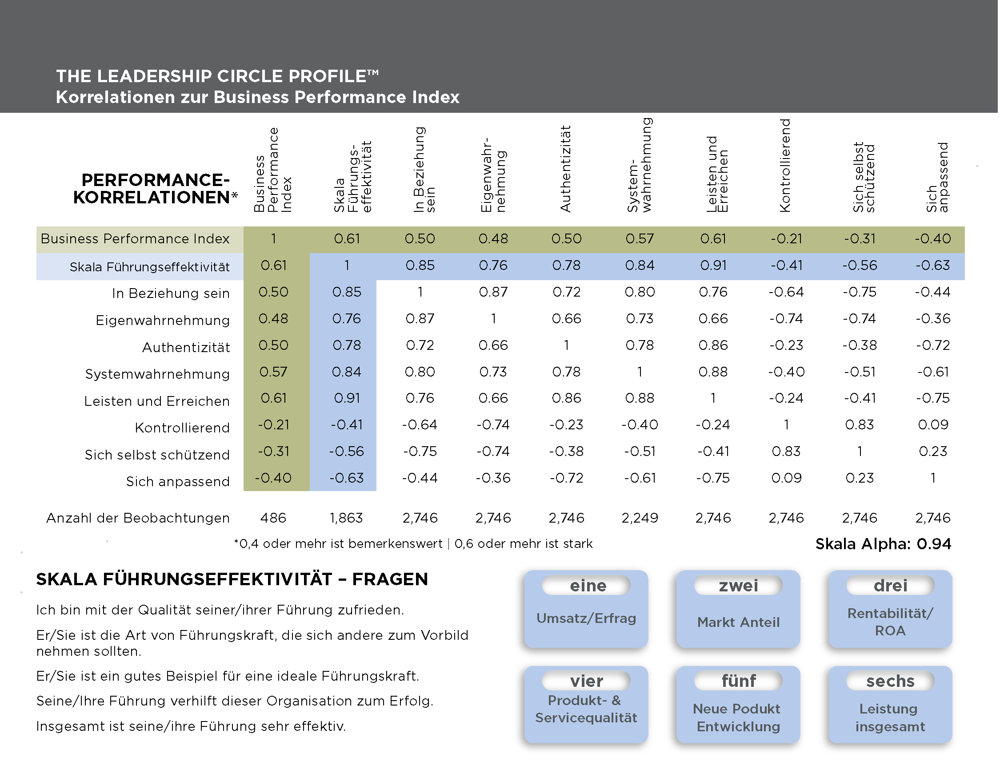 THE LEADERSHIP CIRCLE PROFILE™
Korrelationen zur Business Performance Index
PERFORMANCE-
KORRELATIONEN*
Business
Performance
Index
Skala
Führungs-
effektivität
In Beziehung
sein
Eigenwahr-
nehmung
Authentizität
System-
wahrnehmung
Leisten und
Erreichen
Kontrollierend
Sich selbst
schützend
Sich
anpassend
Business Performance Index 1 0.61 0.50 0.48 0.50 0.57 0.61 -0.21 -0.31 -0.40
Skala Führungseffektivität 0.61 1 0.85 0.76 0.78 0.84 0.91 -0.41 -0.56 -0.63
In Beziehung sein 0.50 0.85 1 0.87 0.72 0.80 0.76 -0.64 -0.75 -0.44
Eigenwahrnehmung 0.48 0.76 0.87 1 0.66 0.73 0.66 -0.74 -0.74 -0.36
Authentizität 0.50 0.78 0.72 0.66 1 0.78 0.86 -0.23 -0.38 -0.72
Systemwahrnehmung 0.57 0.84 0.80 0.73 0.78 1 0.88 -0.40 -0.51 -0.61
Leisten und Erreichen 0.61 0.91 0.76 0.66 0.86 0.88 1 -0.24 -0.41 -0.75
Kontrollierend -0.21 -0.41 -0.64 -0.74 -0.23 -0.40 -0.24 1 0.83 0.09
Sich selbst schützend -0.31 -0.56 -0.75 -0.74 -0.38 -0.51 -0.41 0.83 1 0.23
Sich anpassend -0.40 -0.63 -0.44 -0.36 -0.72 -0.61 -0.75 0.09 0.23 1
Anzahl der Beobachtungen 486 1,863 2,746 2,746 2,746 2,249 2,746 2,746 2,746 2,746
*0,4 oder mehr ist bemerkenswert | 0,6 oder mehr ist stark
Skala Alpha: 0.94
SKALA FÜHRUNGSEFFEKTIVITÄT – FRAGEN
Ich bin mit der Qualität seiner/ihrer Führung zufrieden.
Er/Sie ist die Art von Führungskraft, die sich andere zum Vorbild
nehmen sollten.
Er/Sie ist ein gutes Beispiel für eine ideale Führungskraft.
Seine/Ihre Führung verhilft dieser Organisation zum Erfolg.
Insgesamt ist seine/ihre Führung sehr effektiv.
eine
Umsatz/Erfrag
zwei
Markt Anteil
drei
Rentabilität/
ROA
vier
Produkt- &
Servicequalität
fünf
Neue Podukt
Entwicklung
sechs
Leistung
insgesamt